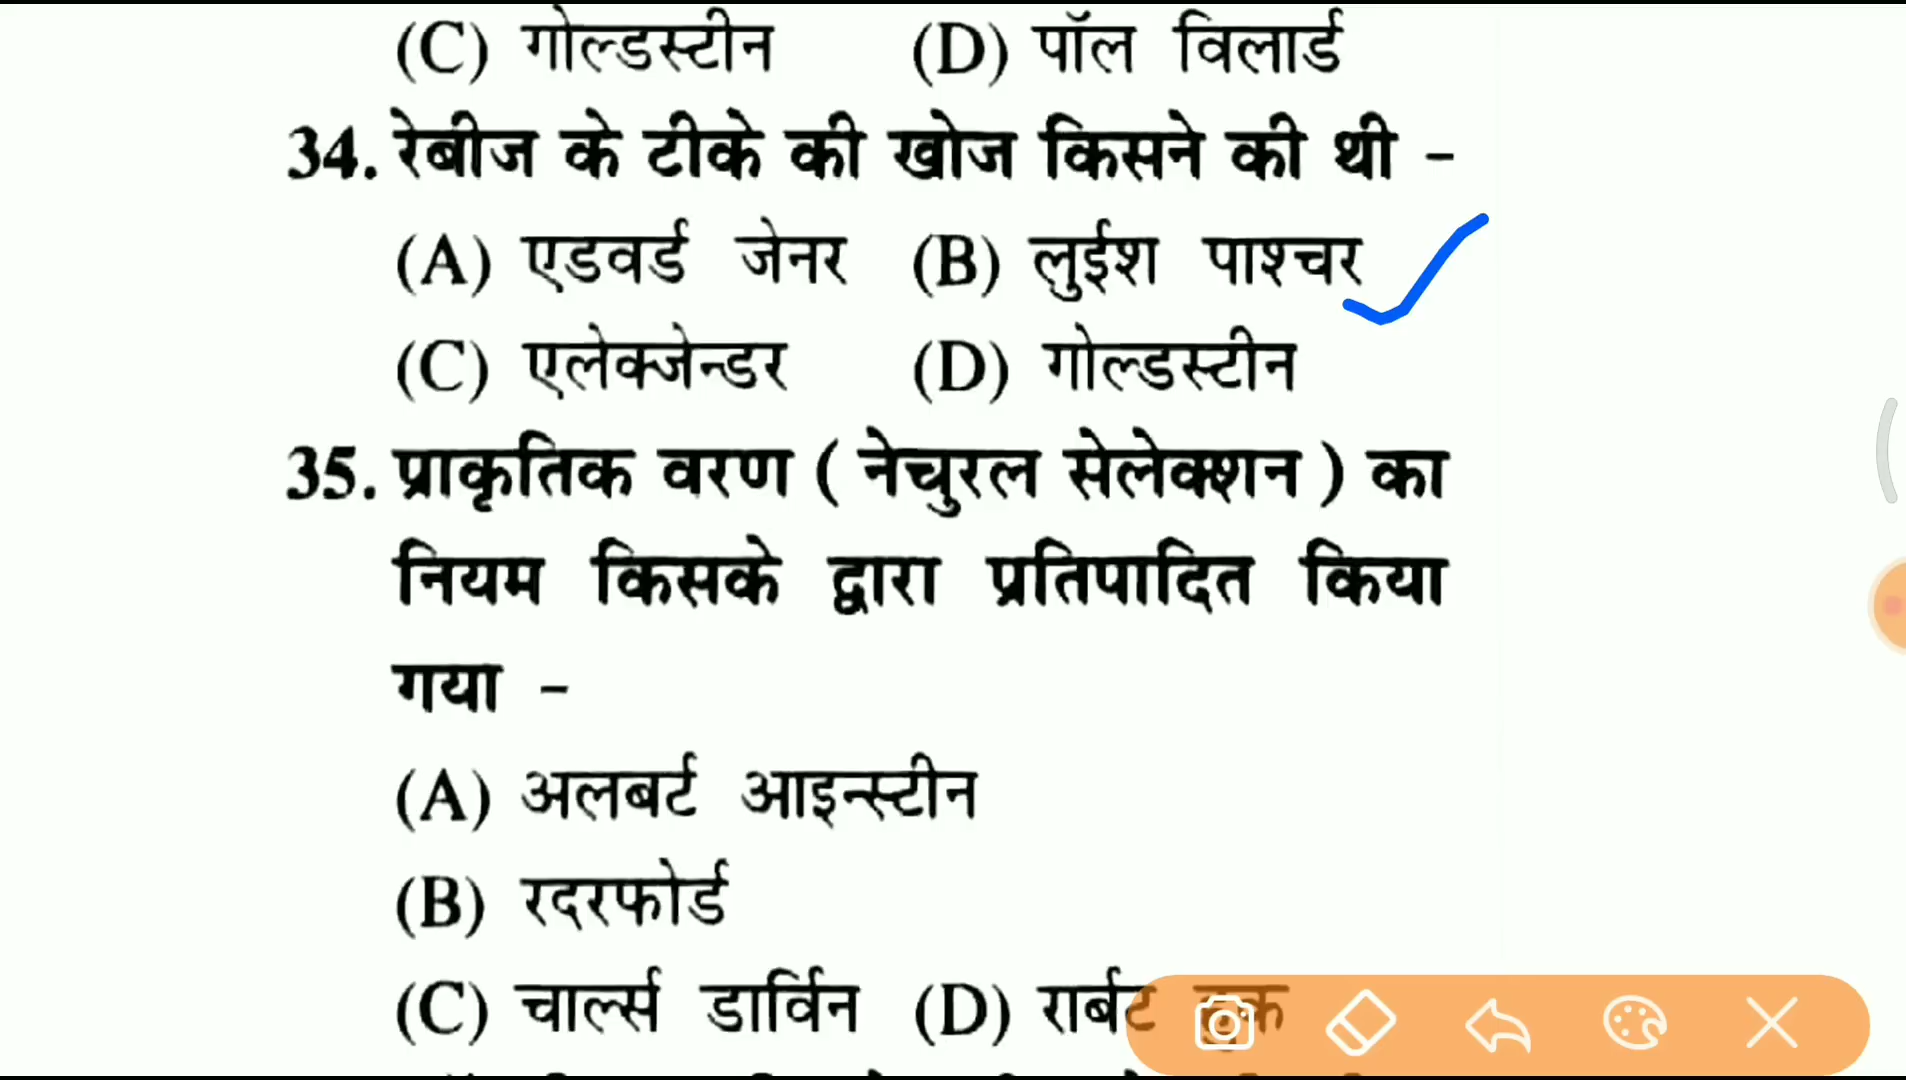 (C) गोल्डस्टीन (D) पॉल विलार्ड
34. रेबीज के टीके की खोज किसने की थी -
(A) एडवर्ड जेनर (B) लुईश पाश्चर
(C) एलेक्जेन्डर (D) गोल्डस्टीन
35. प्राकृतिक वरण ( नेचुरल सेलेक्शन ) का
नियम किसके द्वारा प्रतिपादित किया
गया -
(A) अलबर्ट आइन्स्टीन
(B) रदरफोर्ड
(C) चार्ल्स डार्विन (D) रार्बट हुक